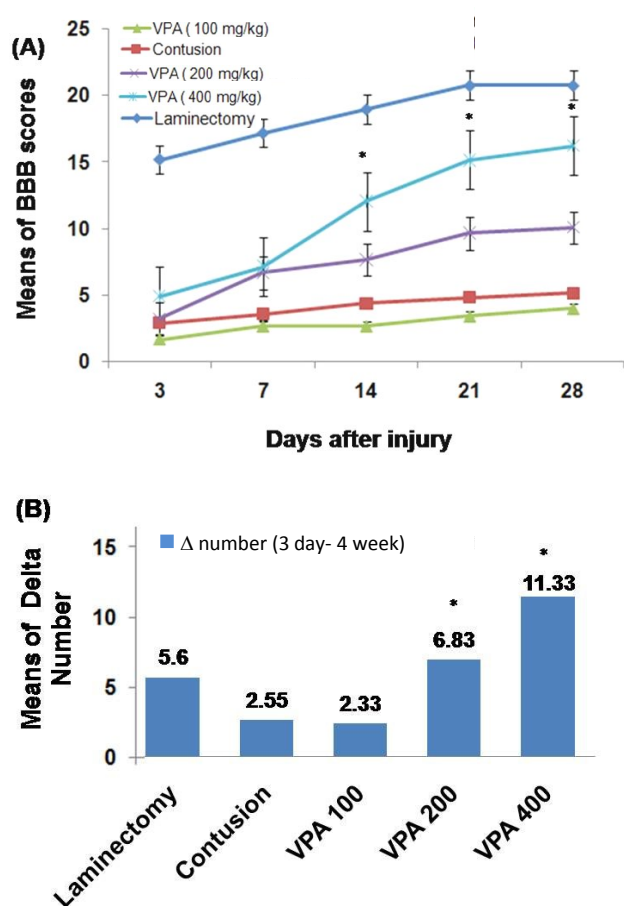 (A)
VPA ( 100 mg/kg)
Contusion
VPA ( 200 mg/kg)
VPA ( 400 mg/kg)
Laminectomy
Means of BBB scores
25
20
15
10
5
0
* * *
3 7 14 21 28
Days after injury
(B)
Δ number (3 day- 4 week)
Means of Delta
Number
15
10
5
0
5.6
2.55
2.33
*
6.83
*
11.33
Laminectomy
Contusion
VPA 100
VPA 200
VPA 400